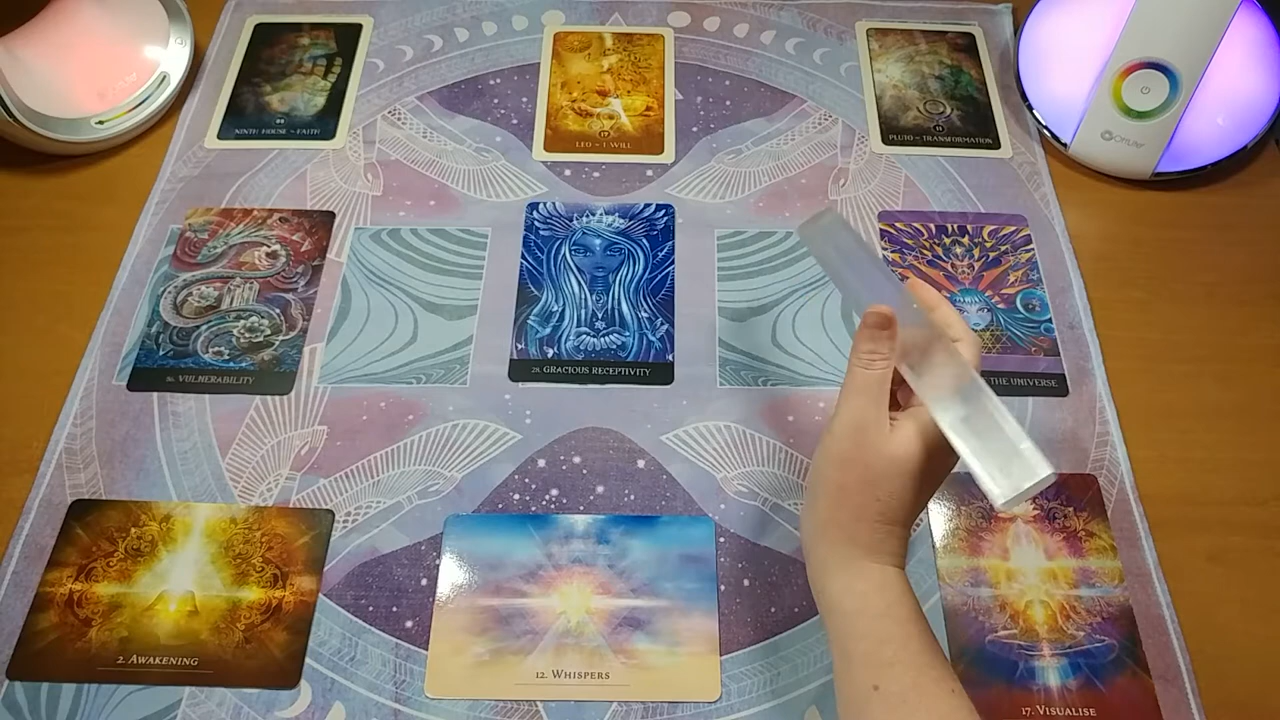 NINTH HOUSE ~ FAITH
17
LEO ~ I WILL
PLUTO ~ TRANSFORMATION
28. GRACIOUS RECEPTIVITY
VULNERABILITY
THE UNIVERSE
2. AWAKENING
12. WHISPERS
17. VISUALISE